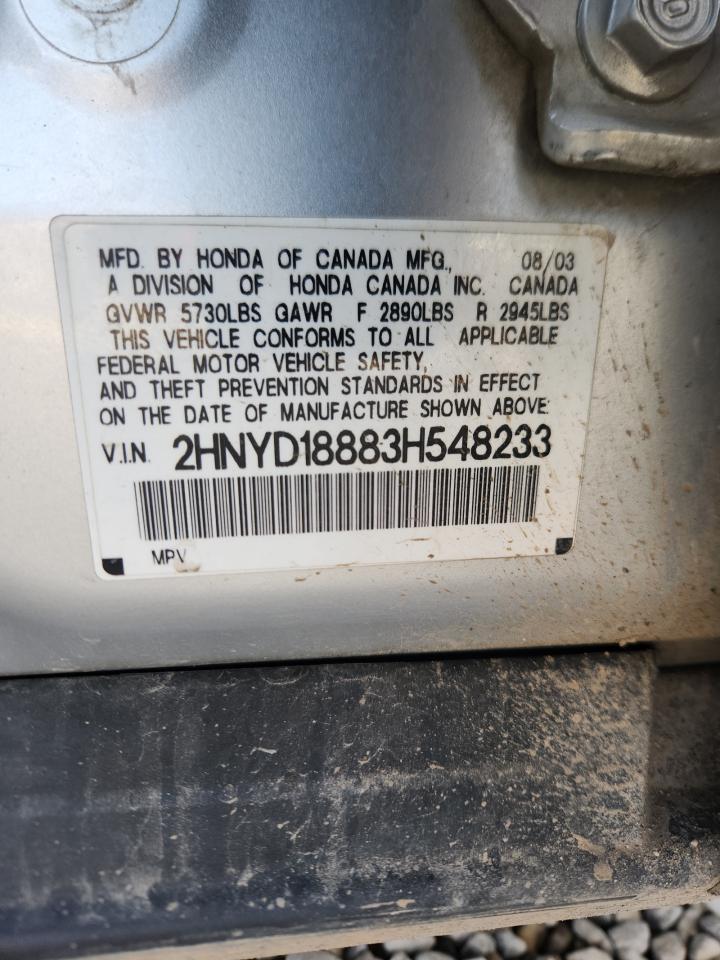 MFD. BY HONDA OF CANADA MFG., 08/03
A DIVISION OF HONDA CANADA INC. CANADA
GVWR 5730LBS GAWR F 2890LBS R 2945LBS
THIS VEHICLE CONFORMS TO ALL APPLICABLE
FEDERAL MOTOR VEHICLE SAFETY,
AND THEFT PREVENTION STANDARDS IN EFFECT
ON THE DATE OF MANUFACTURE SHOWN ABOVE:
V.I.N. 2HNYD18883H548233
MPV